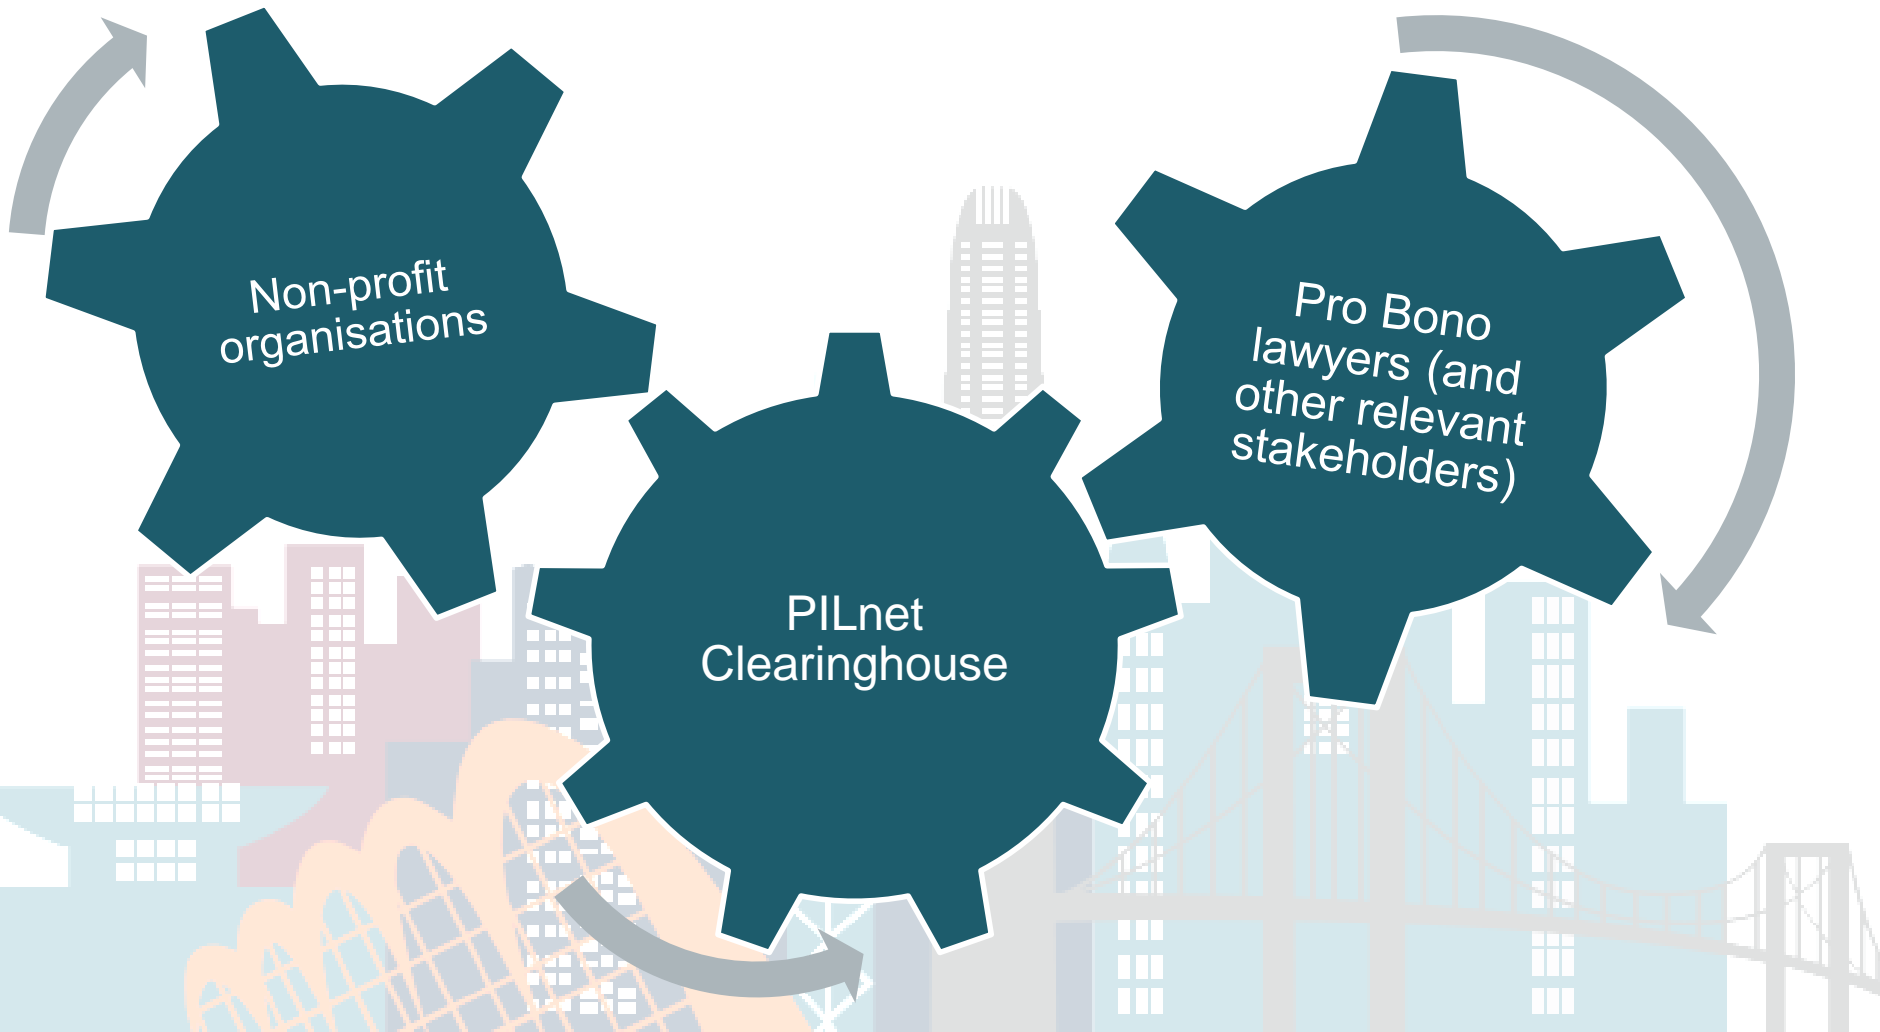 Non-profit
organisations
PILnet
Clearinghouse
Pro Bono
lawyers (and
other relevant
stakeholders)